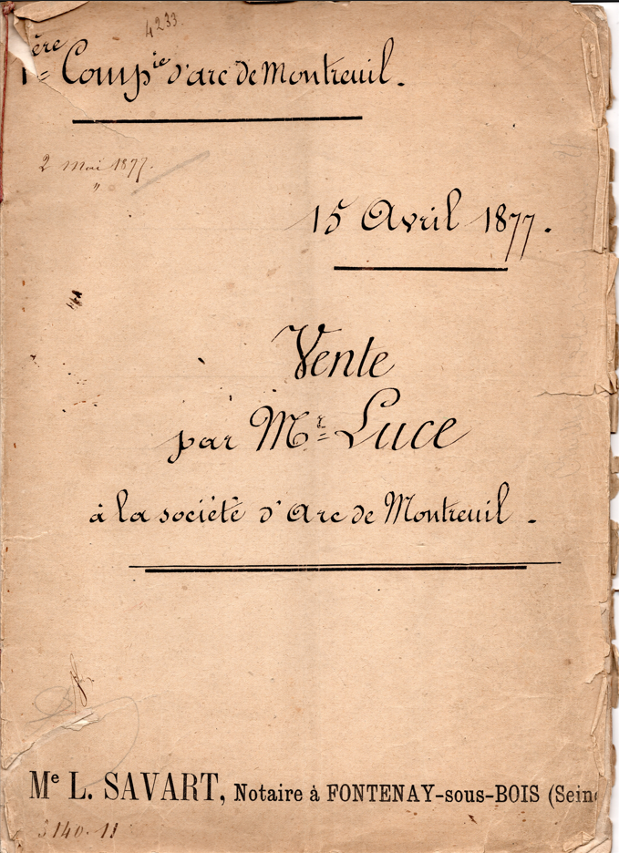 4233.
1ère Compie d'arc de Montreuil.
2 Mai 1877.
"
15 Avril 1877.
Vente
par Mr Luce
à la société d'Arc de Montreuil.
Me L. SAVART, Notaire à FONTENAY-sous-BOIS (Seine
3140.11